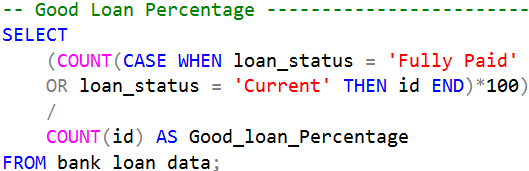 -- Good Loan Percentage ------------------------
SELECT
(COUNT(CASE WHEN loan_status = 'Fully Paid'
OR loan_status = 'Current' THEN id END)*100)
/
COUNT(id) AS Good_loan_Percentage
FROM bank loan data;